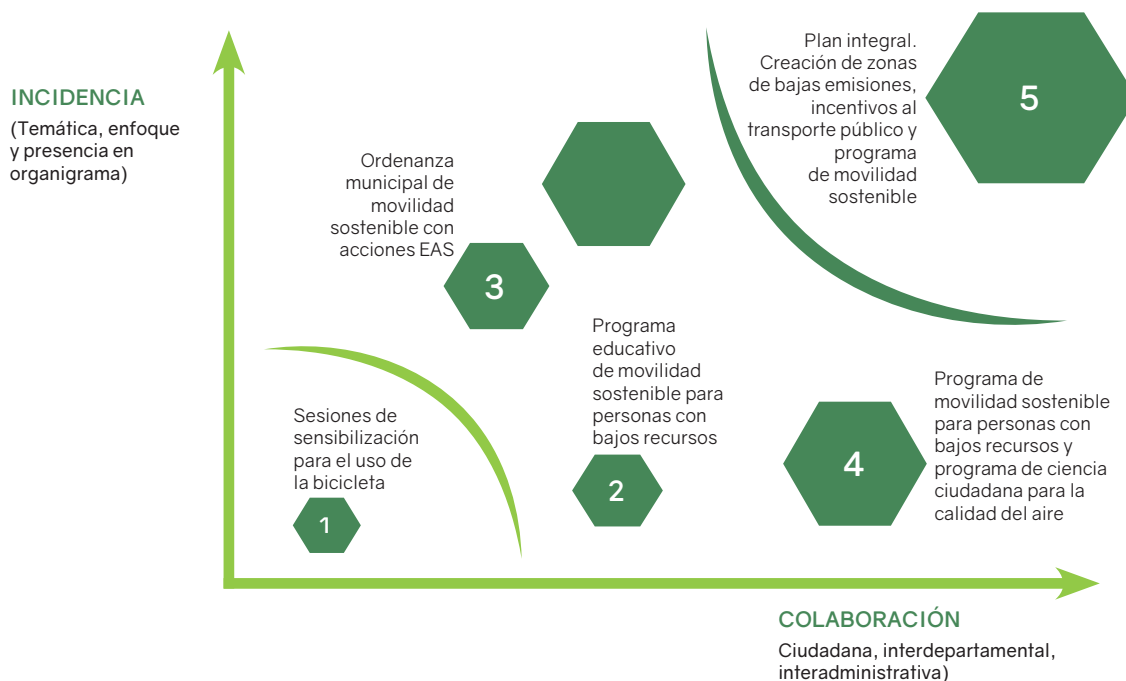 INCIDENCIA
(Temática, enfoque
y presencia en
organigrama)
Ordenanza
municipal de
movilidad
sostenible con
acciones EAS
3
Plan integral.
Creación de zonas
de bajas emisiones,
incentivos al
transporte público y
programa
de movilidad
sostenible
5
Sesiones de
sensibilización
para el uso de
la bicicleta
1
Programa
educativo
de movilidad
sostenible para
personas con
bajos recursos
2
4
Programa de
movilidad sostenible
para personas con
bajos recursos y
programa de ciencia
ciudadana para la
calidad del aire
COLABORACIÓN
Ciudadana, interdepartamental,
interadministrativa)